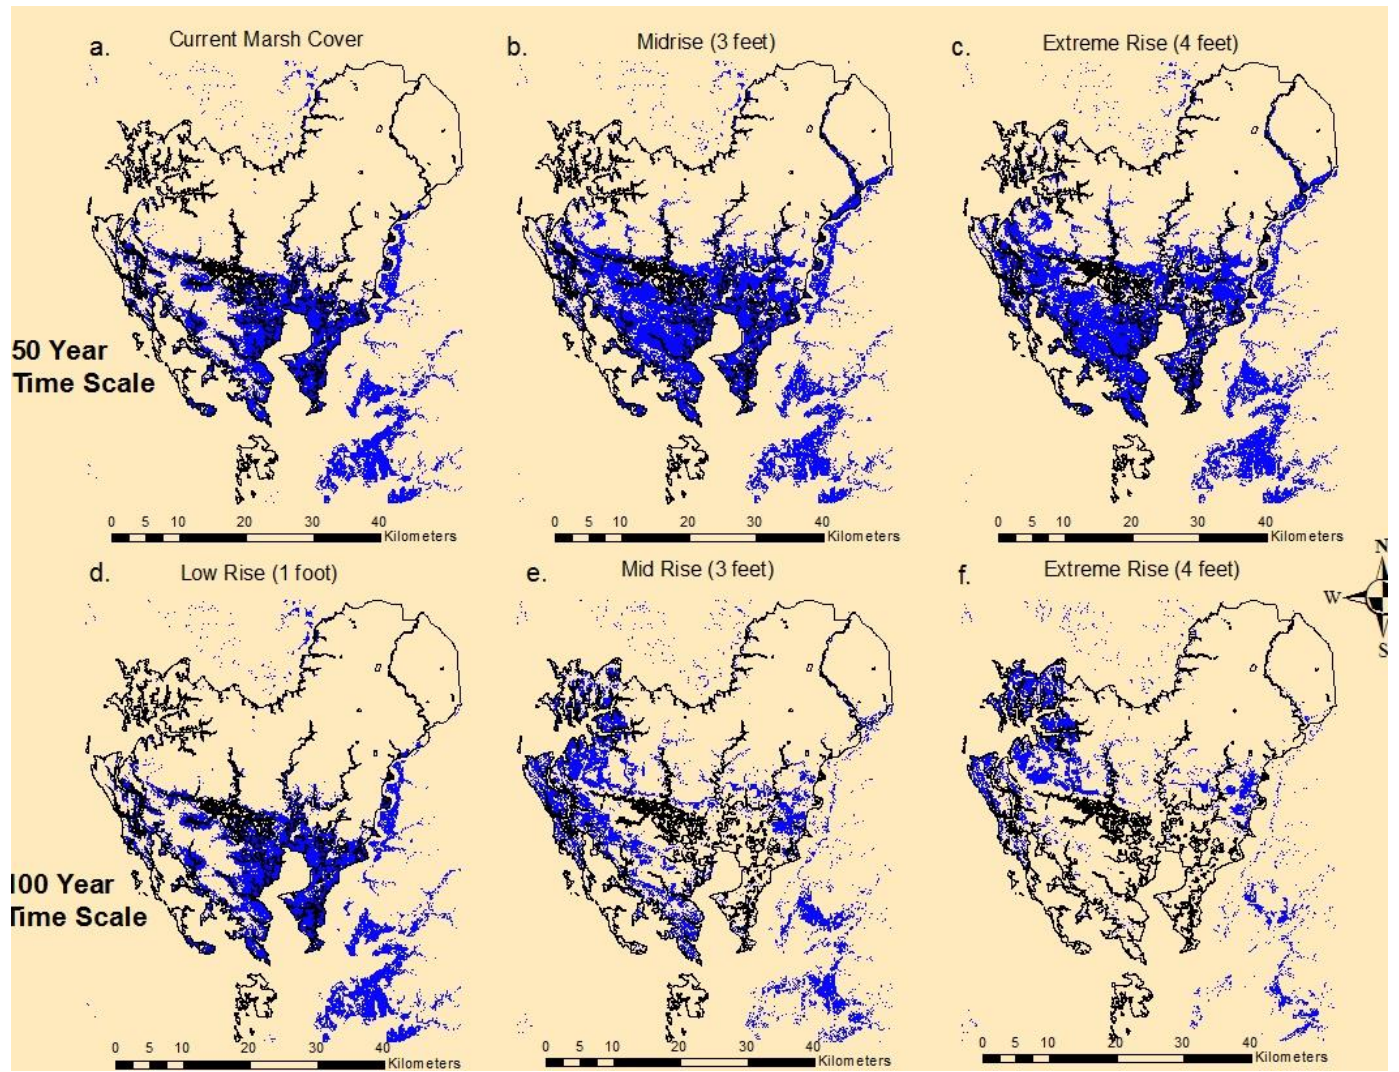 a. Current Marsh Cover
b. Midrise (3 feet)
c. Extreme Rise (4 feet)
50 Year
Time Scale
0 5 10 20 30 40
Kilometers
0 5 10 20 30 40
Kilometers
0 5 10 20 30 40
Kilometers
d. Low Rise (1 foot)
e. Mid Rise (3 feet)
f. Extreme Rise (4 feet)
N
W
S
100 Year
Time Scale
0 5 10 20 30 40
Kilometers
0 5 10 20 30 40
Kilometers
0 5 10 20 30 40
Kilometers